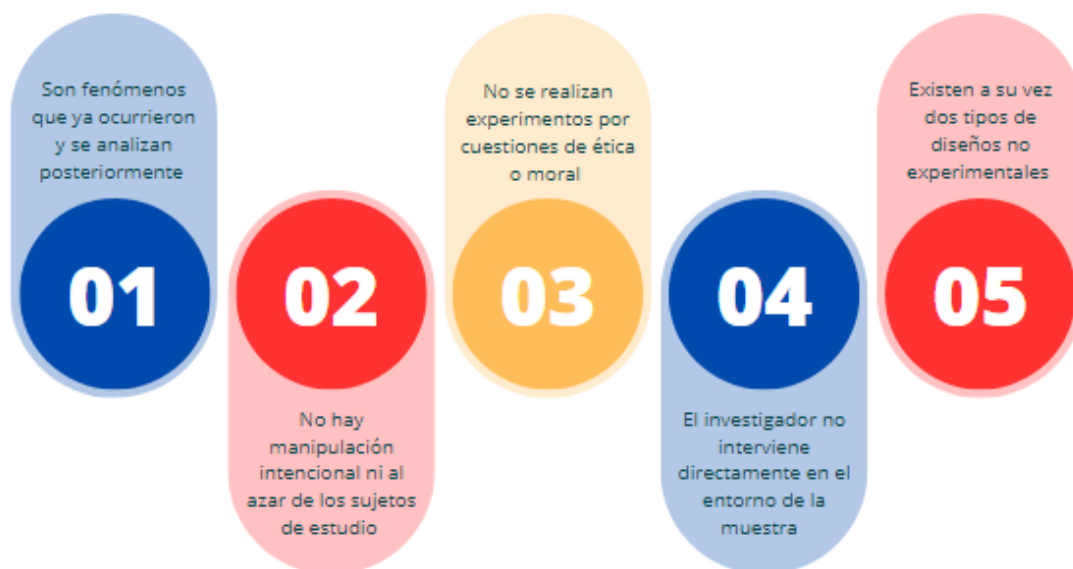 Son fenómenos
que ya ocurrieron
y se analizan
posteriormente
01
02
No hay
manipulación
intencional ni al
azar de los sujetos
de estudio
No se realizan
experimentos por
cuestiones de ética
o moral
03
04
El investigador no
interviene
directamente en el
entorno de la
muestra
Existen a su vez
dos tipos de
diseños no
experimentales
05